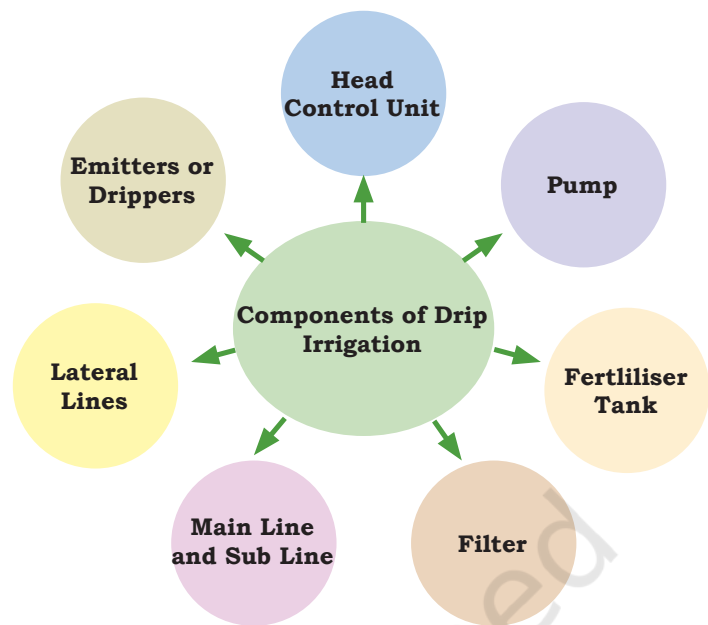 Head
Control Unit
Pump
Fertliliser
Tank
Filter
Main Line
and Sub Line
Lateral
Lines
Emitters or
Drippers
Components of Drip
Irrigation
ed